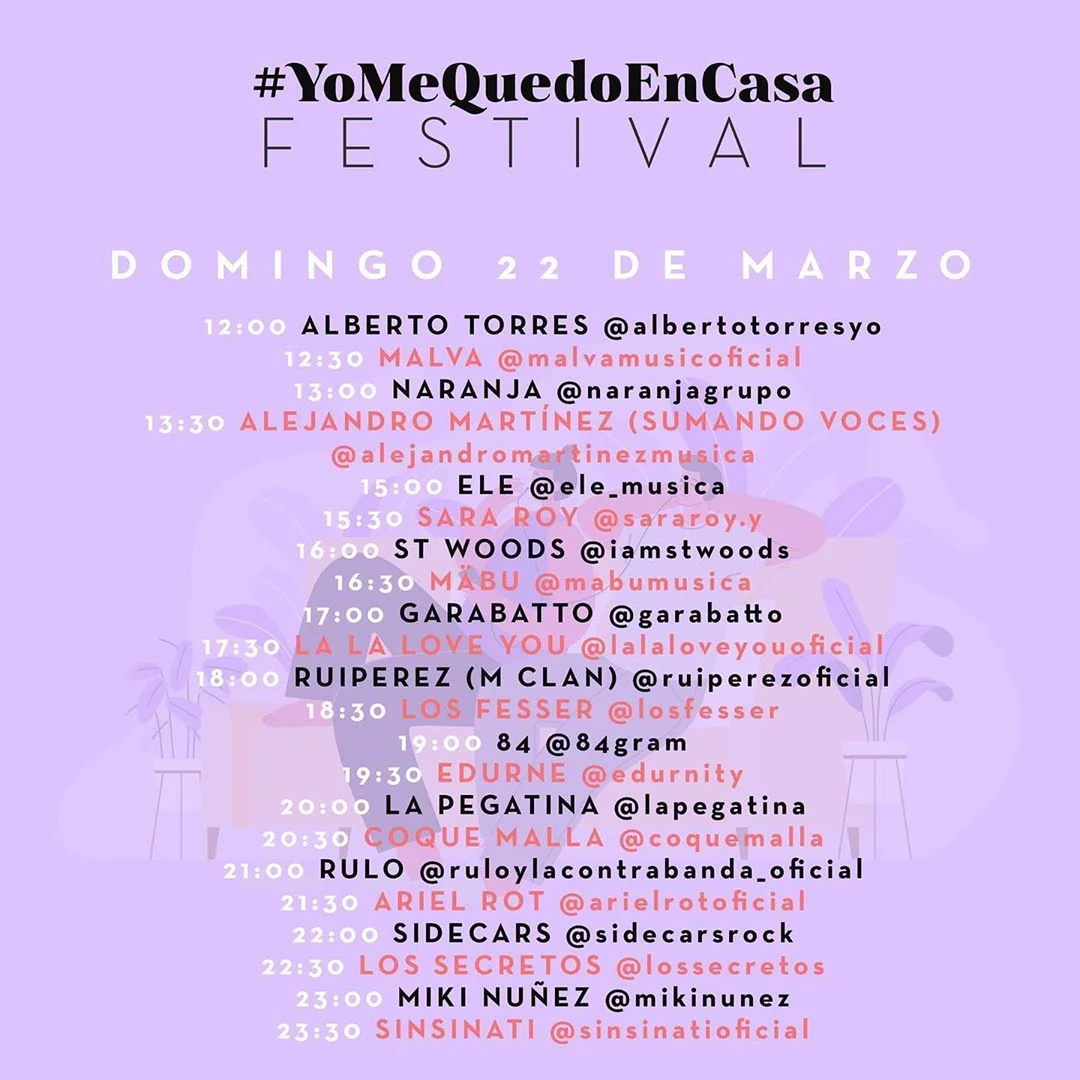 #YoMeQuedoEnCasa
FESTIVAL
DOMINGO 22 DE MARZO
12:00 ALBERTO TORRES @albertotorresyo
12:30 MALVA @malvamusicoficial
13:00 NARANJA @naranjagrupo
13:30 ALEJANDRO MARTÍNEZ (SUMANDO VOCES)
@alejandromartinezmusica
15:00 ELE @ele_musica
15:30 SARA ROY @sararoy.y
16:00 ST WOODS @iamstwoods
16:30 MÄBU @mabumusica
17:00 GARABATTO @garabatto
17:30 LA LA LOVE YOU @lalaloveyouoficial
18:00 RUIPEREZ (M CLAN) @ruiperezoficial
18:30 LOS FESSER @losfesser
19:00 84 @84gram
19:30 EDURNE @edurnity
20:00 LA PEGATINA @lapegatina
20:30 COQUE MALLA @coquemalla
21:00 RULO @ruloylacontrabanda_oficial
21:30 ARIEL ROT @arielrotoficial
22:00 SIDECARS @sidecarsrock
22:30 LOS SECRETOS @lossecretos
23:00 MIKI NUÑEZ @mikinunez
23:30 SINSINATI @sinsinatioficial